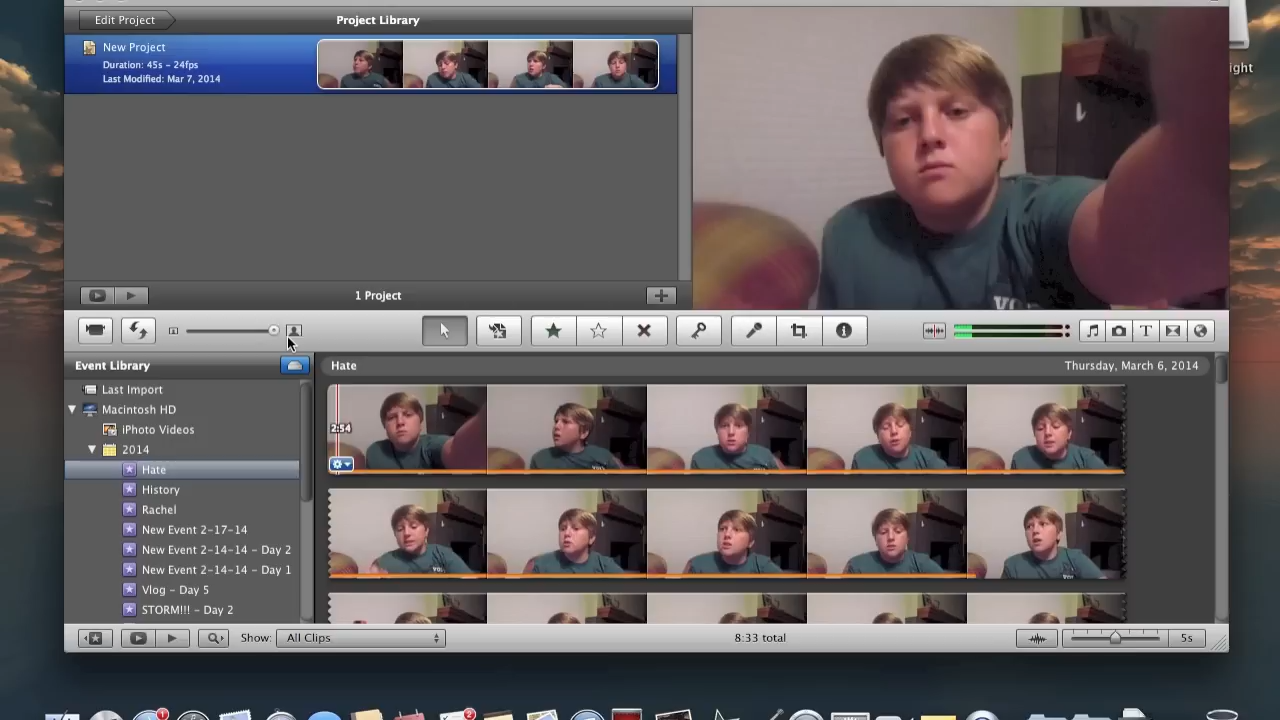 Edit Project
Project Library
New Project
Duration: 45s - 24fps
Last Modified: Mar 7, 2014
ight
1 Project
Event Library
Hate
Thursday, March 6, 2014
Last Import
Macintosh HD
iPhoto Videos
2014
Hate
History
Rachel
New Event 2-17-14
New Event 2-14-14 - Day 2
New Event 2-14-14 - Day 1
Vlog - Day 5
STORM!!! - Day 2
2:54
Show:
All Clips
8:33 total
5s
T
1
2